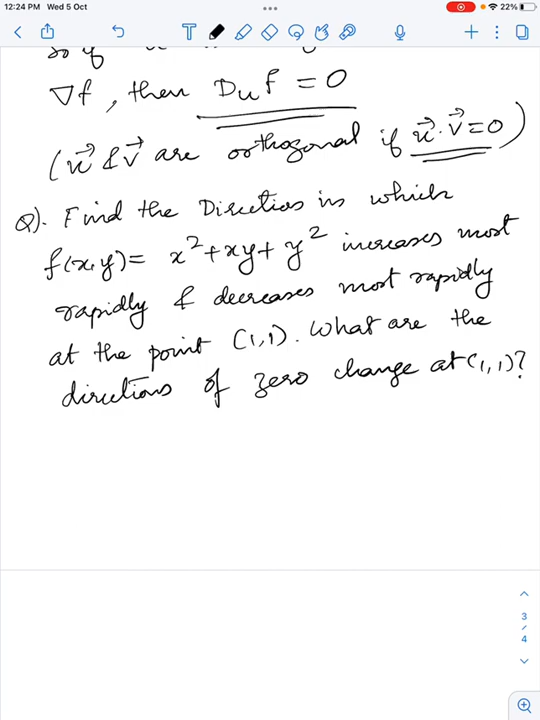 12:24 PM Wed 5 Oct
22%
T
so if
∇f, then Duf = 0
(u⃗ & v⃗ are orthogonal if u⃗ · v⃗ = 0)
Q). Find the Direction in which
f(x,y) = x² + xy + y² increases most
rapidly & decreases most rapidly
at the point (1,1). What are the
directions of zero change at (1,1)?
3
/
4